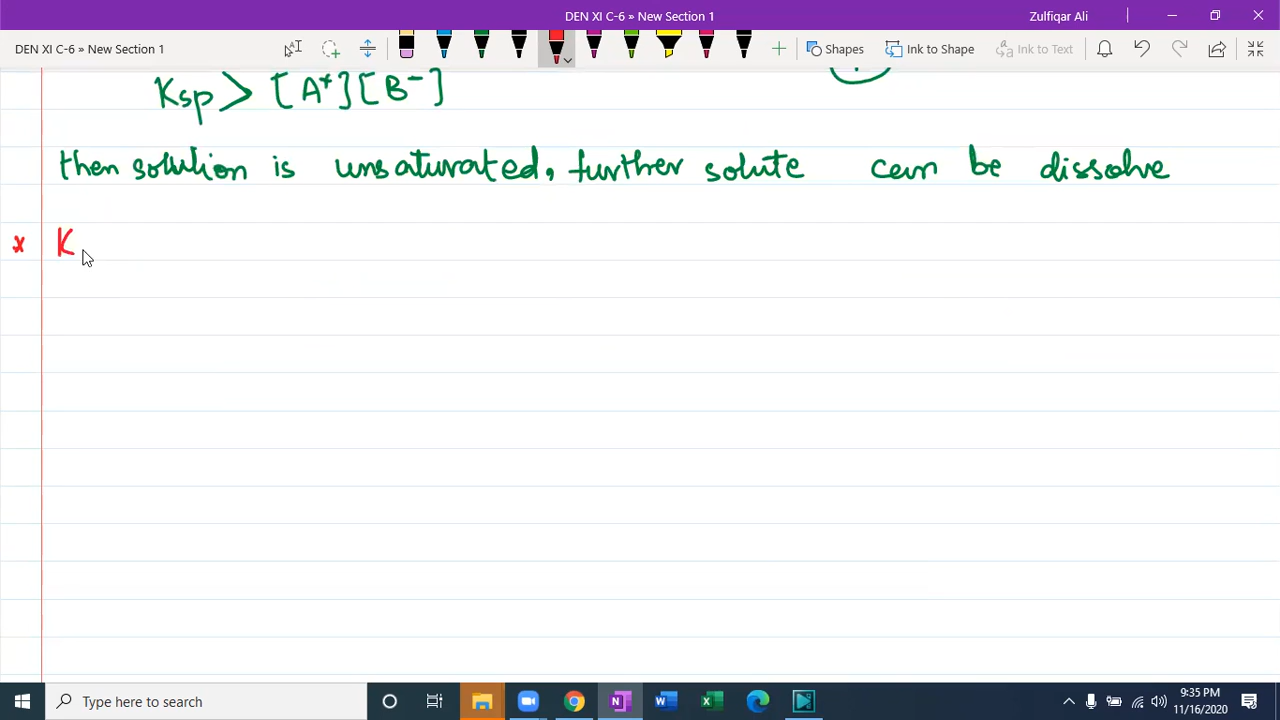 DEN XI C-6 » New Section 1
Zulfiqar Ali
DEN XI C-6 » New Section 1
Shapes
Ink to Shape
Ink to Text
Ksp > [A+][B-]
then solution is unsaturated, further solute can be dissolve
* K
Type here to search
9:35 PM
11/16/2020